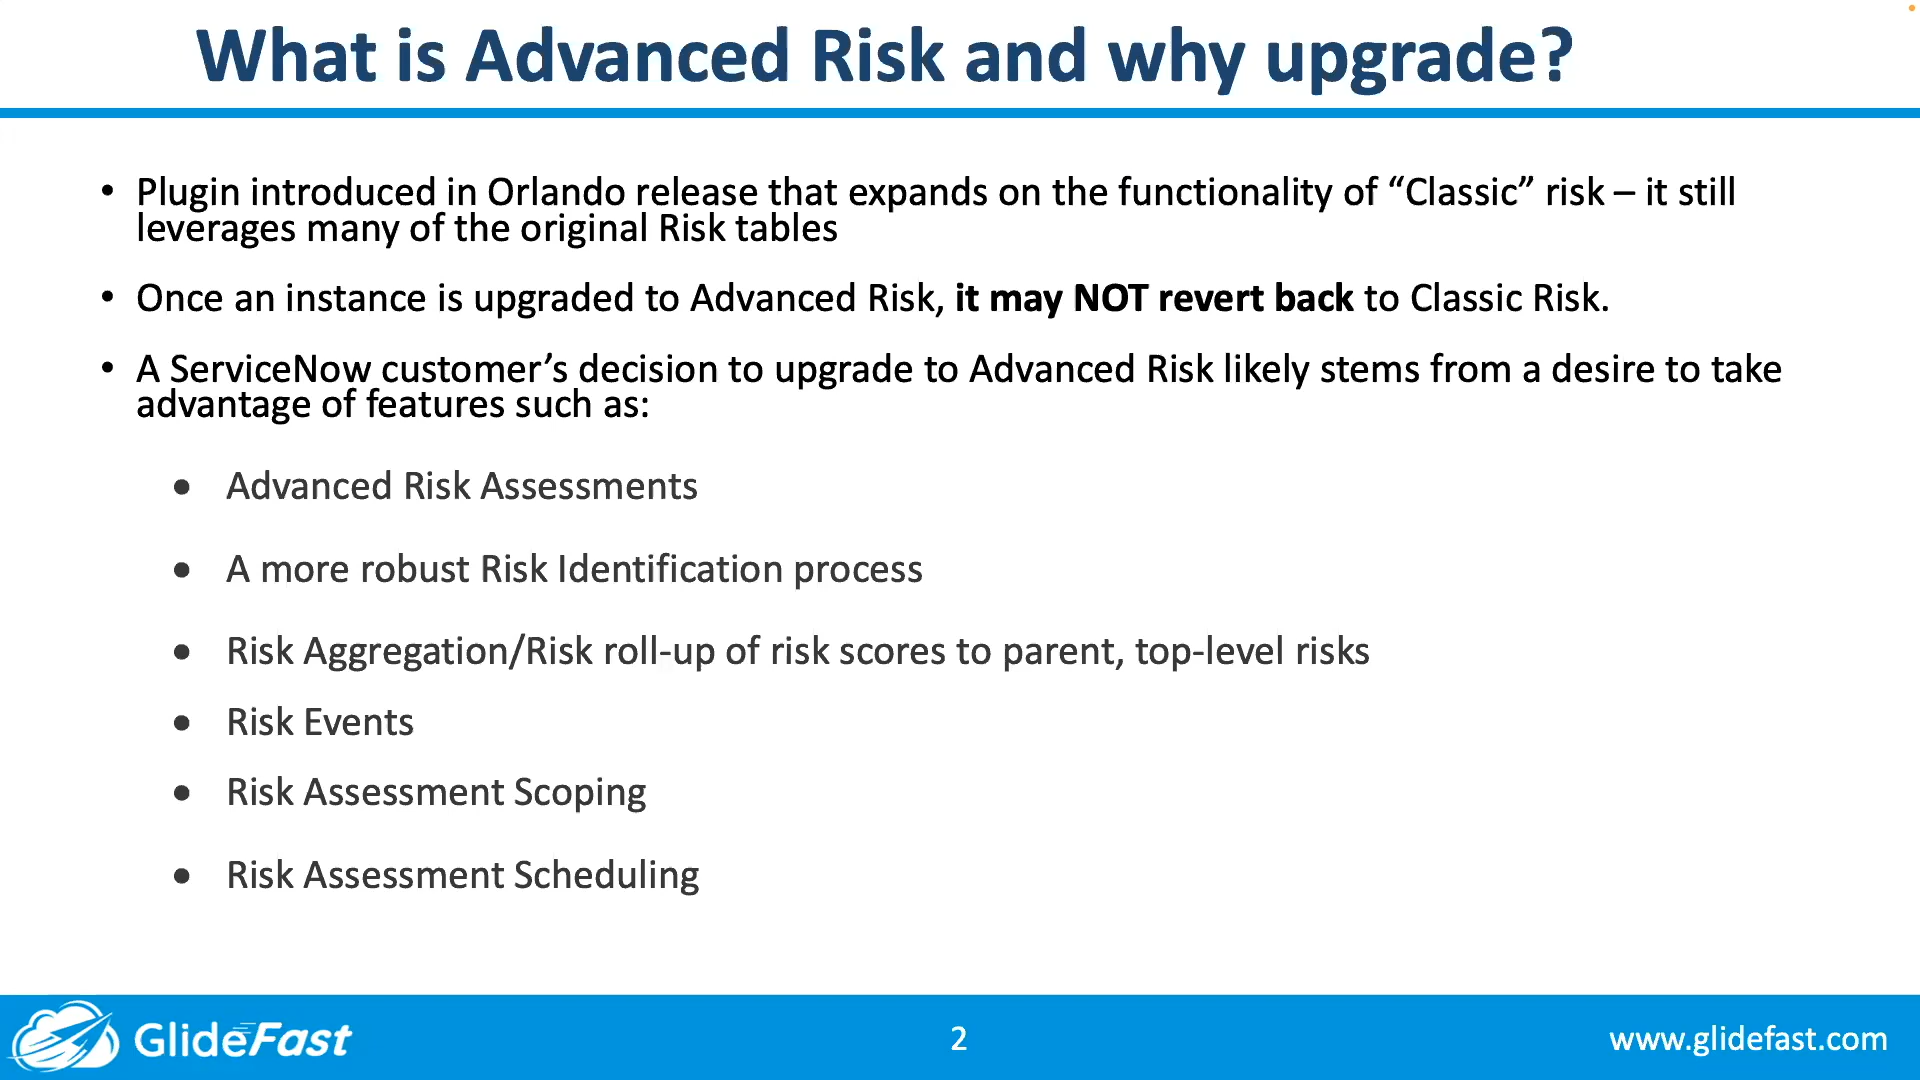 What is Advanced Risk and why upgrade?
• Plugin introduced in Orlando release that expands on the functionality of “Classic” risk – it still
leverages many of the original Risk tables
• Once an instance is upgraded to Advanced Risk, it may NOT revert back to Classic Risk.
• A ServiceNow customer’s decision to upgrade to Advanced Risk likely stems from a desire to take
advantage of features such as:
• Advanced Risk Assessments
• A more robust Risk Identification process
• Risk Aggregation/Risk roll-up of risk scores to parent, top-level risks
• Risk Events
• Risk Assessment Scoping
• Risk Assessment Scheduling
GlideFast
2
www.glidefast.com